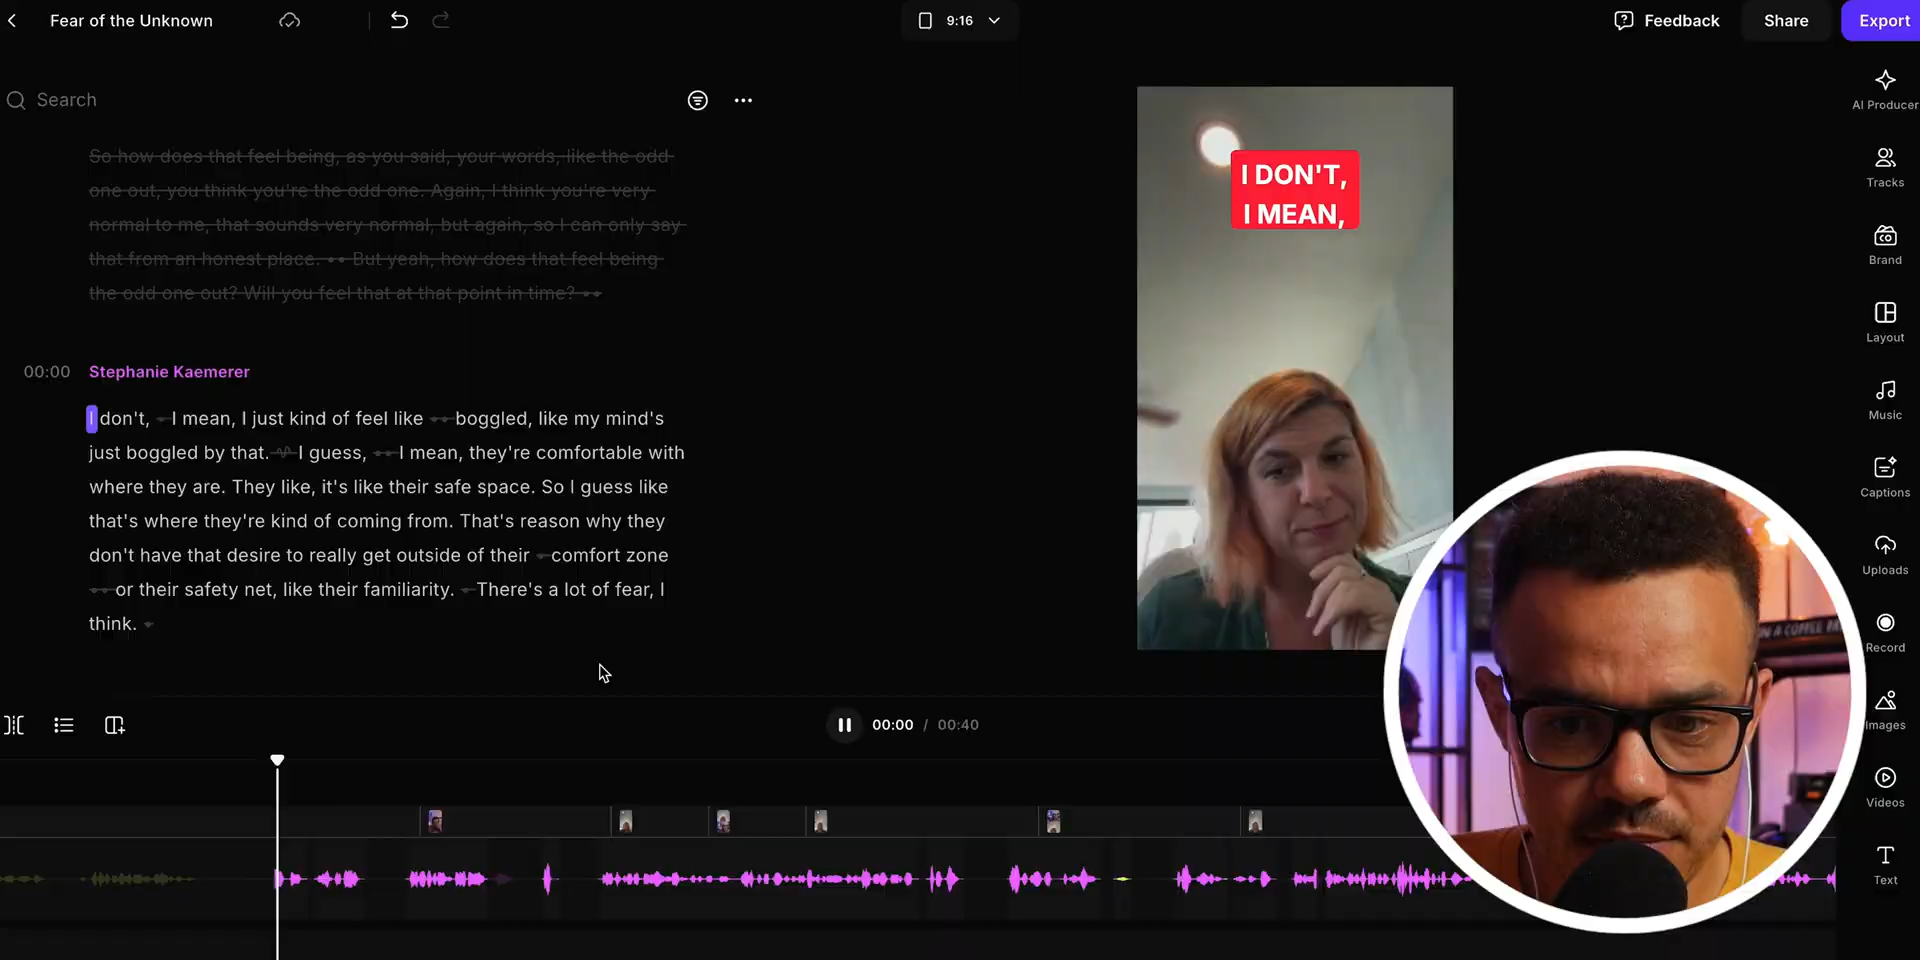 Fear of the Unknown
9:16
Feedback
Share
Export
Search
So how does that feel being, as you said, your words, like the odd
one out, you think you're the odd one. Again, I think you're very
normal to me, that sounds very normal, but again, so I can only say
that from an honest place. •• But yeah, how does that feel being
the odd one out? Will you feel that at that point in time? ••
00:00 Stephanie Kaemerer
I don't, I mean, I just kind of feel like boggled, like my mind's
just boggled by that. I guess, I mean, they're comfortable with
where they are. They like, it's like their safe space. So I guess like
that's where they're kind of coming from. That's reason why they
don't have that desire to really get outside of their comfort zone
or their safety net, like their familiarity. There's a lot of fear, I
think.
I DON'T,
I MEAN,
AI Producer
Tracks
Brand
Layout
Music
Captions
Uploads
Record
Images
Videos
Text
00:00 / 00:40